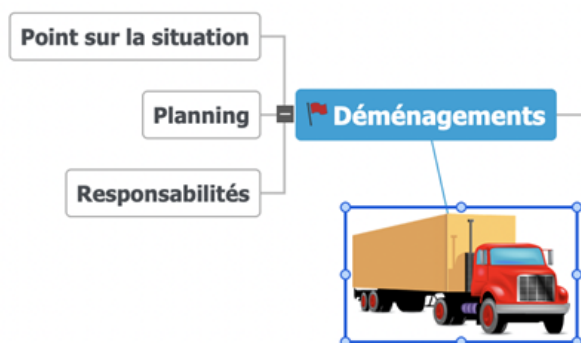 Point sur la situation
Planning
Déménagements
Responsabilités